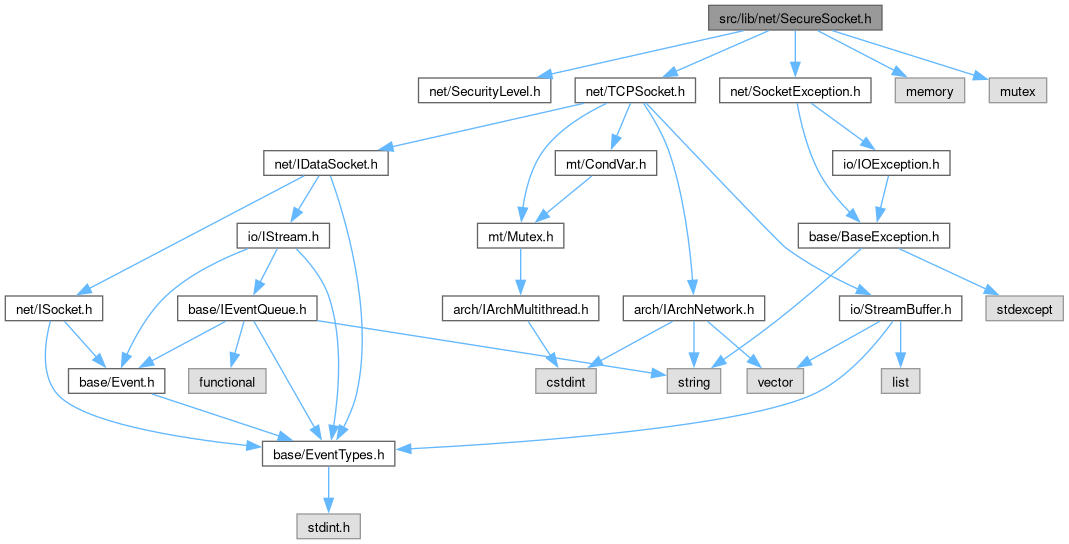 src/lib/net/SecureSocket.h
net/SecurityLevel.h
net/TCPSocket.h
net/SocketException.h
memory
mutex
net/IDataSocket.h
mt/CondVar.h
io/IOException.h
io/IStream.h
mt/Mutex.h
base/BaseException.h
net/ISocket.h
base/IEventQueue.h
arch/IArchMultithread.h
arch/IArchNetwork.h
io/StreamBuffer.h
stdexcept
base/Event.h
functional
cstdint
string
vector
list
base/EventTypes.h
stdint.h